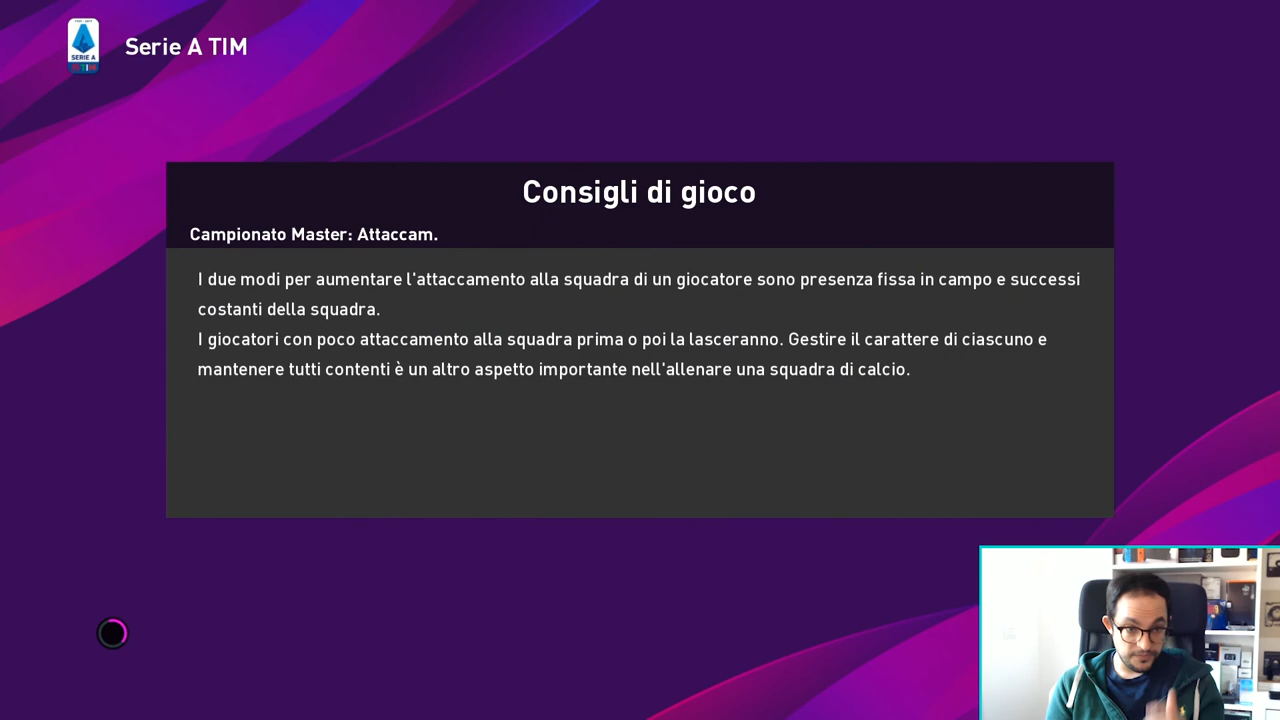 SERIE A
TIM
Serie A TIM
Consigli di gioco
Campionato Master: Attaccam.
I due modi per aumentare l'attaccamento alla squadra di un giocatore sono presenza fissa in campo e successi
costanti della squadra.
I giocatori con poco attaccamento alla squadra prima o poi la lasceranno. Gestire il carattere di ciascuno e
mantenere tutti contenti è un altro aspetto importante nell'allenare una squadra di calcio.